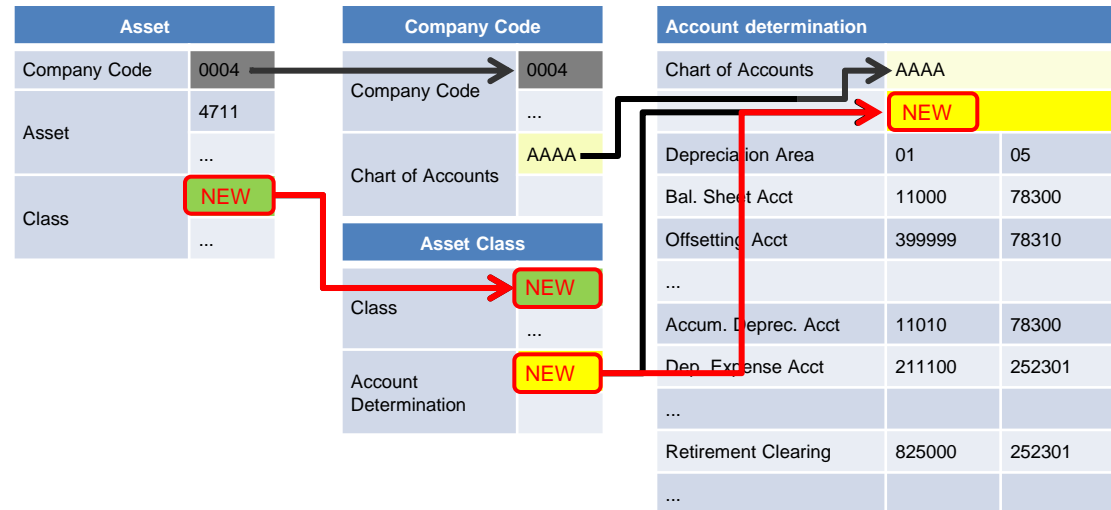 Asset
Company Code 0004
Asset 4711
...
Class NEW
...
Company Code
Company Code 0004
...
Chart of Accounts AAAA
Asset Class
Class NEW
...
Account
Determination
NEW
Account determination
Chart of Accounts AAAA
NEW
Depreciation Area 01 05
Bal. Sheet Acct 11000 78300
Offsetting Acct 399999 78310
...
Accum. Deprec. Acct 11010 78300
Dep. Expense Acct 211100 252301
...
Retirement Clearing 825000 252301
...